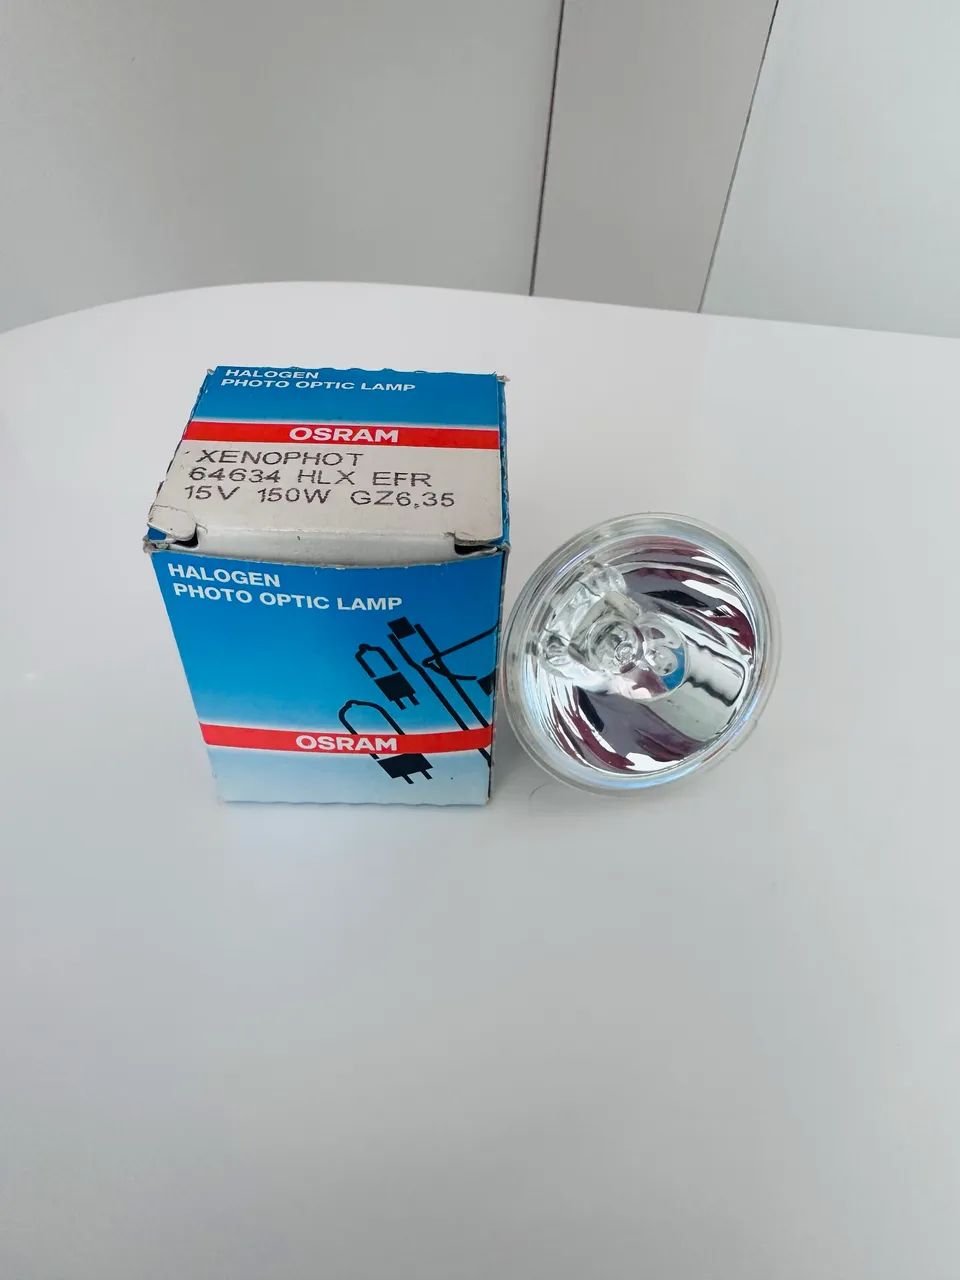 HALOGEN
PHOTO OPTIC LAMP
OSRAM
XENOPHOT
64634 HLX EFR
15V 150W GZ6,35
HALOGEN
PHOTO OPTIC LAMP
OSRAM